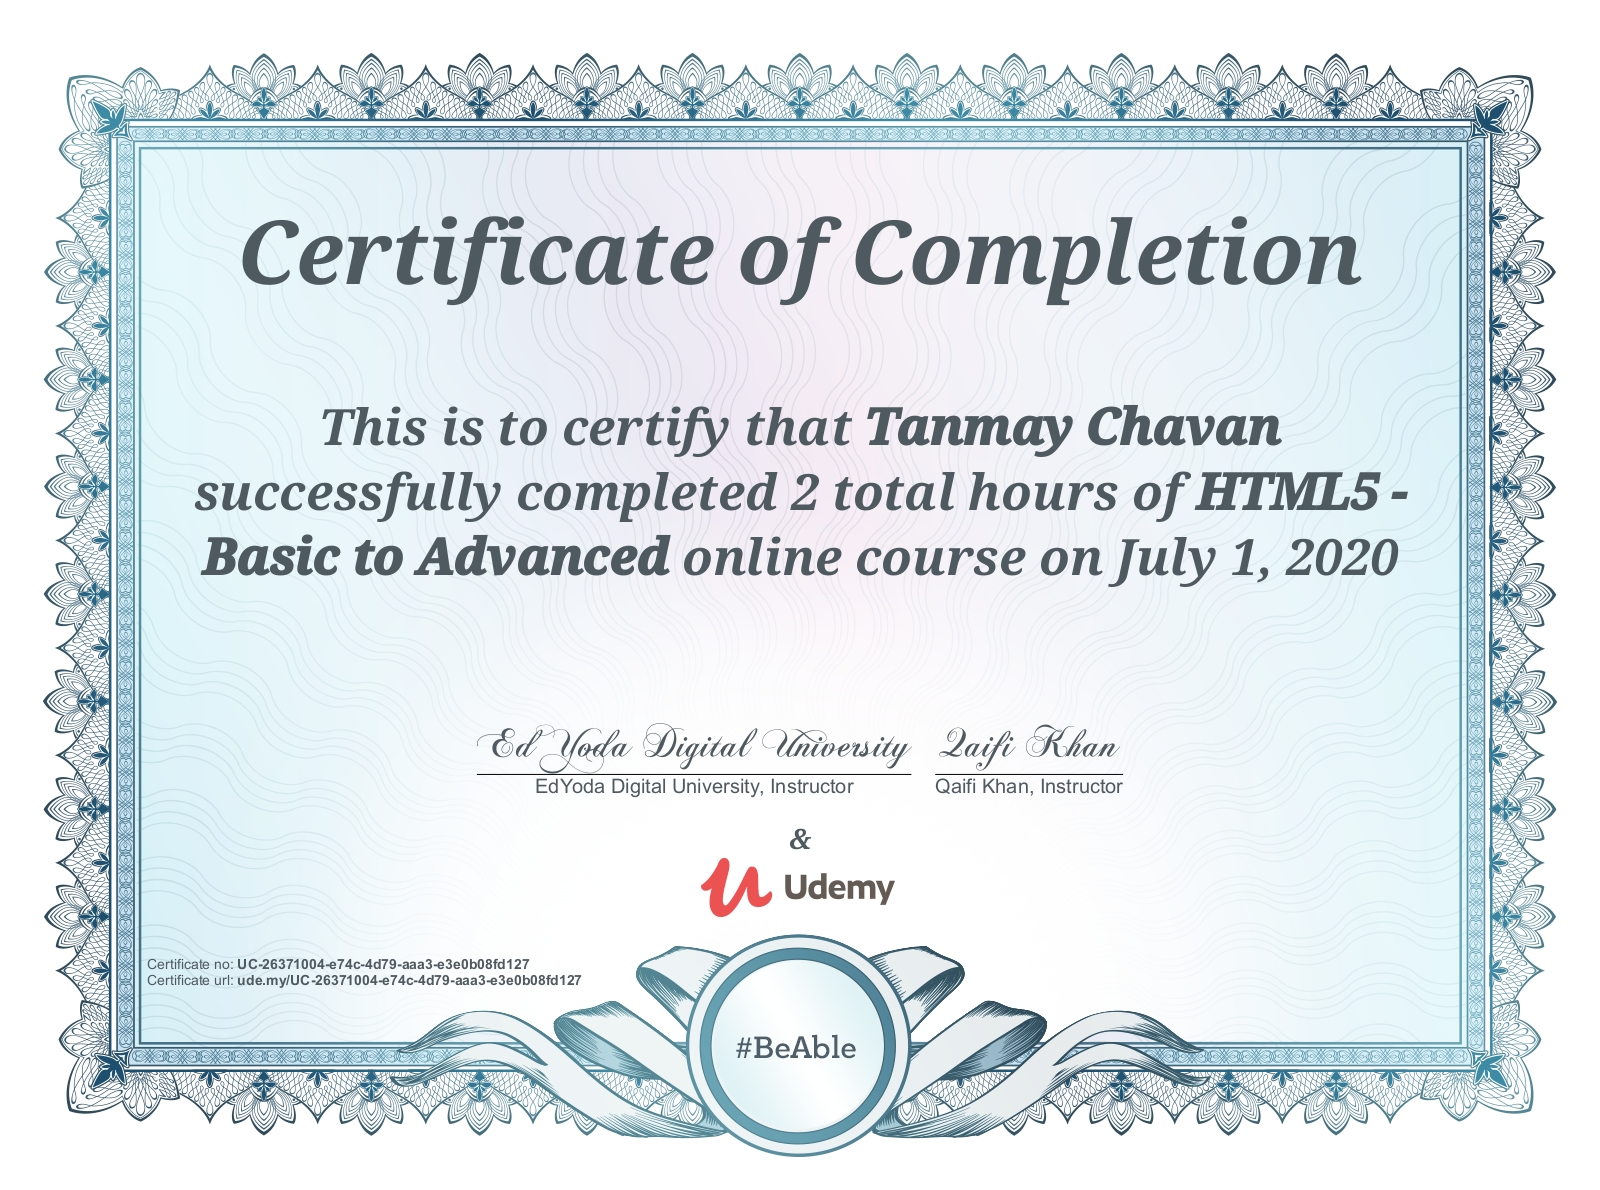 Certificate of Completion
This is to certify that Tanmay Chavan
successfully completed 2 total hours of HTML5 -
Basic to Advanced online course on July 1, 2020
Ed Yoda Digital University Qaifi Khan
EdYoda Digital University, Instructor Qaifi Khan, Instructor
&
Udemy
Certificate no: UC-26371004-e74c-4d79-aaa3-e3e0b08fd127
Certificate url: ude.my/UC-26371004-e74c-4d79-aaa3-e3e0b08fd127
#BeAble